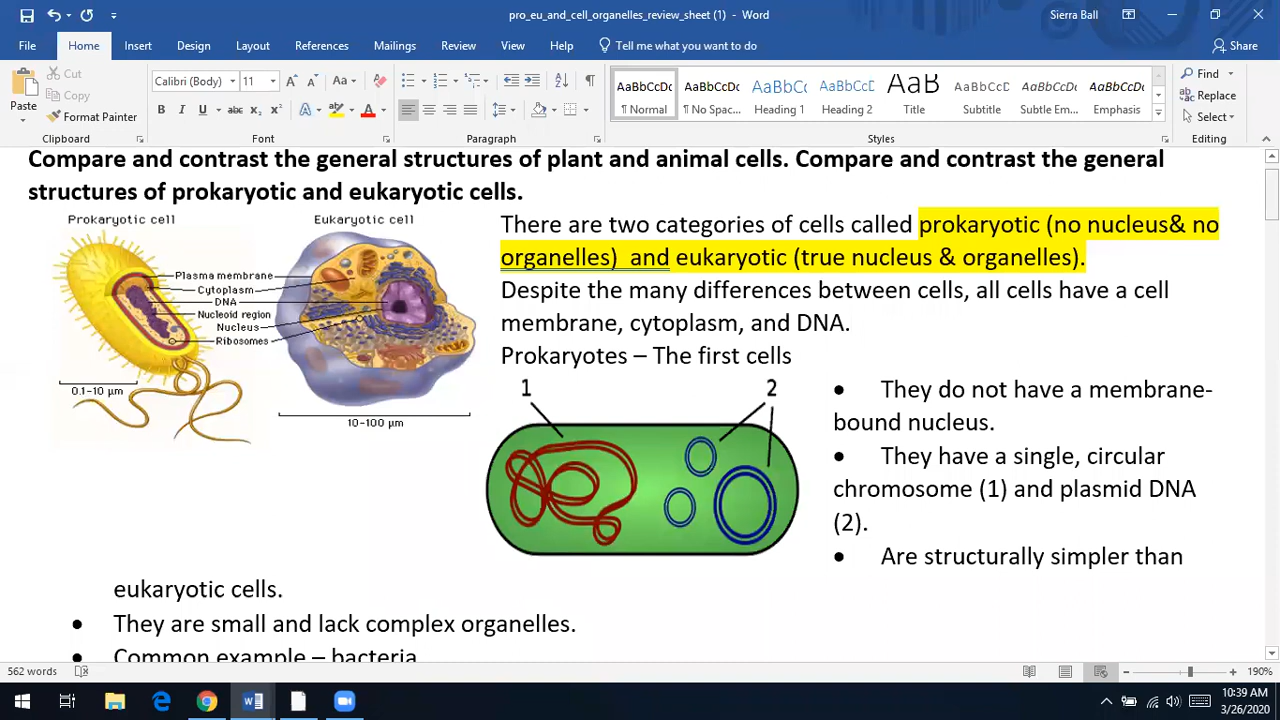 pro_eu_and_cell_organelles_review_sheet (1) - Word
Sierra Ball
File Home Insert Design Layout References Mailings Review View Help Tell me what you want to do Share
Paste
Cut
Copy
Format Painter
Clipboard
Calibri (Body) 11
Font
Paragraph
AaBbCcDc AaBbCcDc AaBbCc AaBbCcC AaB AaBbCcD AaBbCcDc AaBbCcDc
¶ Normal ¶ No Spac... Heading 1 Heading 2 Title Subtitle Subtle Em... Emphasis
Styles
Find
Replace
Select
Editing
Compare and contrast the general structures of plant and animal cells. Compare and contrast the general
structures of prokaryotic and eukaryotic cells.
Prokaryotic cell
Eukaryotic cell
Plasma membrane
Cytoplasm
DNA
Nucleoid region
Nucleus
Ribosomes
0.1–10 µm
10–100 µm
There are two categories of cells called prokaryotic (no nucleus& no
organelles)  and eukaryotic (true nucleus & organelles).
Despite the many differences between cells, all cells have a cell
membrane, cytoplasm, and DNA.
Prokaryotes – The first cells
1
2
• They do not have a membrane-
bound nucleus.
• They have a single, circular
chromosome (1) and plasmid DNA
(2).
• Are structurally simpler than
eukaryotic cells.
• They are small and lack complex organelles.
• Common example – bacteria
562 words
190%
10:39 AM
3/26/2020